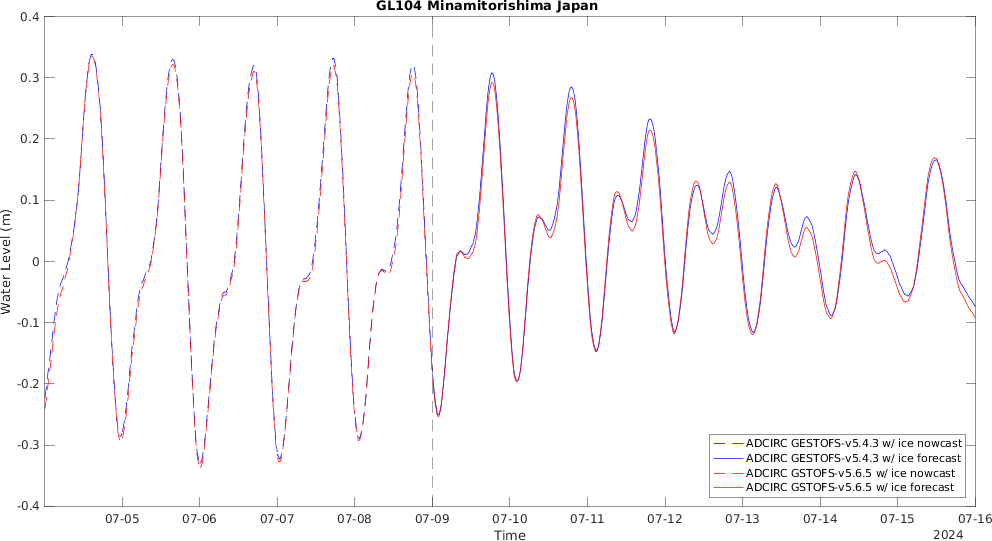 GL104 Minamitorishima Japan
0.4
0.3
0.2
0.1
0
-0.1
-0.2
-0.3
-0.4
Water Level (m)
ADCIRC GESTOFS-v5.4.3 w/ ice nowcast
ADCIRC GESTOFS-v5.4.3 w/ ice forecast
ADCIRC GSTOFS-v5.6.5 w/ ice nowcast
ADCIRC GSTOFS-v5.6.5 w/ ice forecast
07-05 07-06 07-07 07-08 07-09 07-10 07-11 07-12 07-13 07-14 07-15 07-16
Time
2024